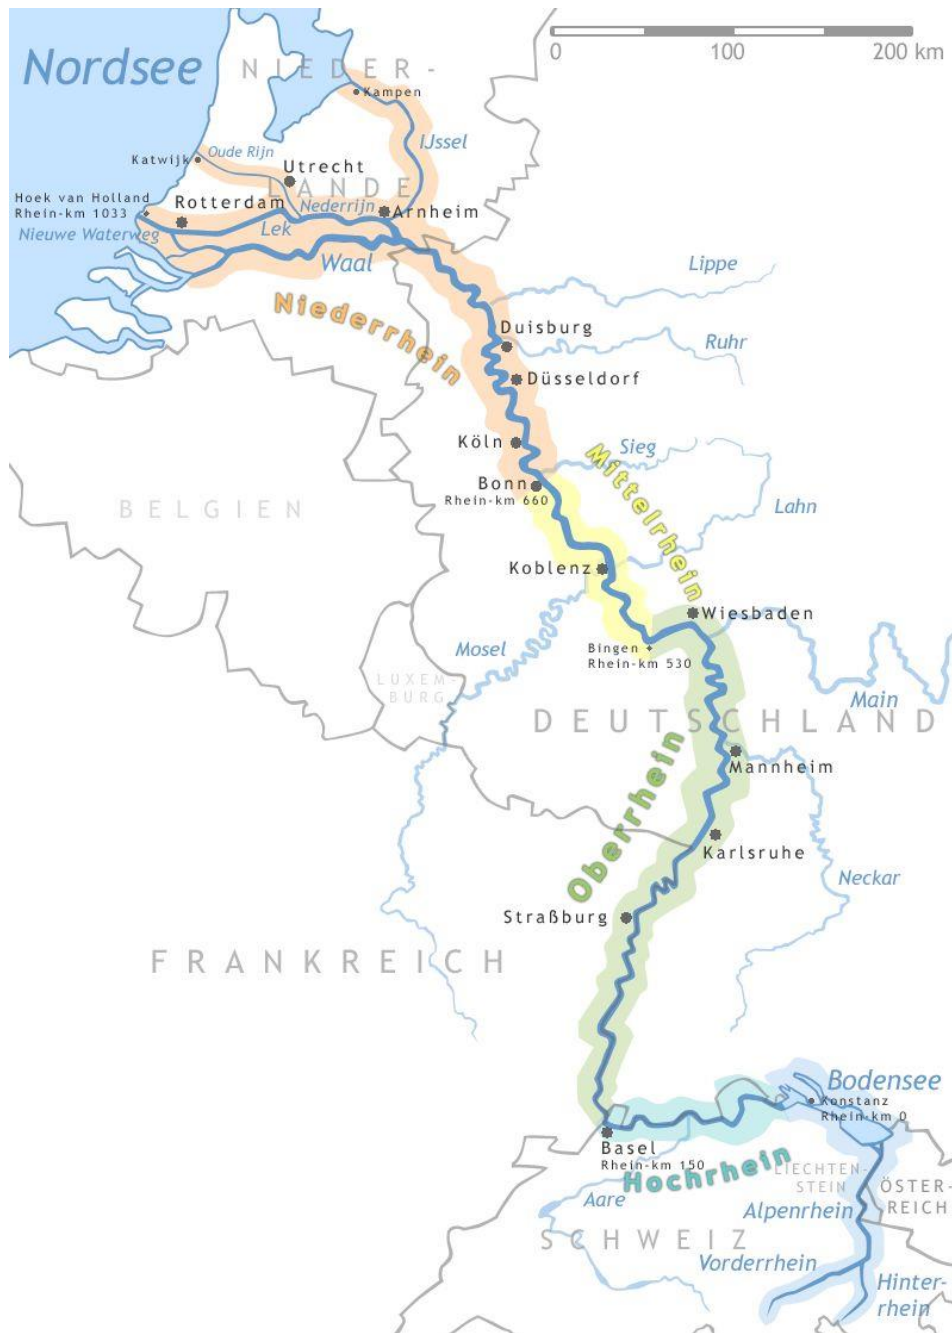 0 100 200 km
Nordsee
NIEDER-
LANDE
Kampen
IJssel
Katwijk
Oude Rijn
Utrecht
Hoek van Holland
Rhein-km 1033
Rotterdam
Nederrijn
Arnheim
Nieuwe Waterweg
Lek
Waal
Lippe
Niederrhein
Duisburg
Ruhr
Düsseldorf
Köln
Sieg
Mittelrhein
Bonn
Rhein-km 660
BELGIEN
Lahn
Koblenz
Wiesbaden
Mosel
Bingen
Rhein-km 530
LUXEM-
BURG
Main
DEUTSCHLAND
Oberrhein
Mannheim
Karlsruhe
Neckar
Straßburg
FRANKREICH
Bodensee
Konstanz
Rhein-km 0
Basel
Rhein-km 150
Hochrhein
LIECHTEN-
STEIN
ÖSTER-
REICH
Aare
Alpenrhein
SCHWEIZ
Vorderrhein
Hinter-
rhein